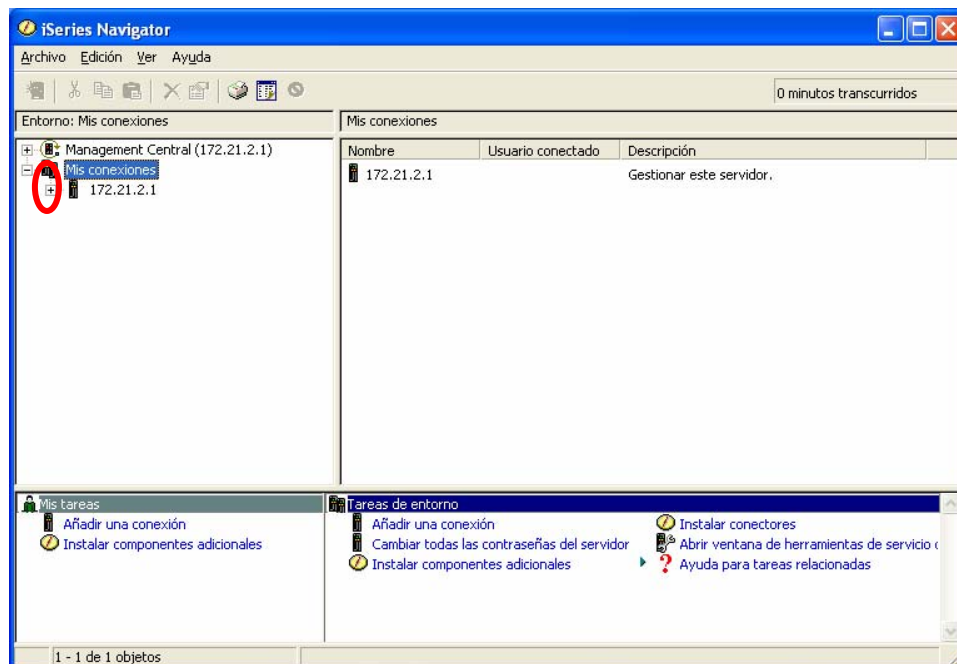 iSeries Navigator
Archivo Edición Ver Ayuda
0 minutos transcurridos
Entorno: Mis conexiones
Mis conexiones
Management Central (172.21.2.1)
Mis conexiones
172.21.2.1
Nombre Usuario conectado Descripción
172.21.2.1 Gestionar este servidor.
Mis tareas
Añadir una conexión
Instalar componentes adicionales
Tareas de entorno
Añadir una conexión
Cambiar todas las contraseñas del servidor
Instalar componentes adicionales
Instalar conectores
Abrir ventana de herramientas de servicio
Ayuda para tareas relacionadas
1 - 1 de 1 objetos